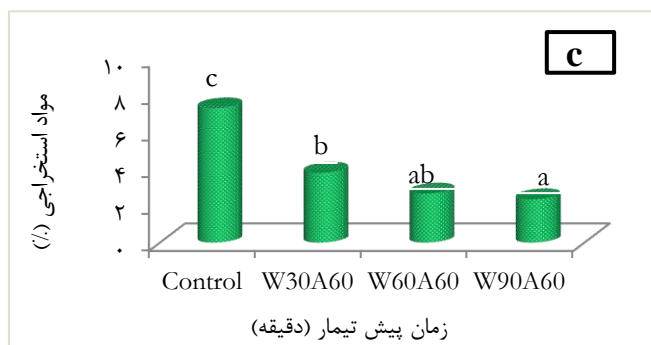 c
مواد استخراجی (٪)
۱۰
۸
۶
۴
۲
۰
c
b
ab
a
Control W30A60 W60A60 W90A60
زمان پیش تیمار (دقیقه)